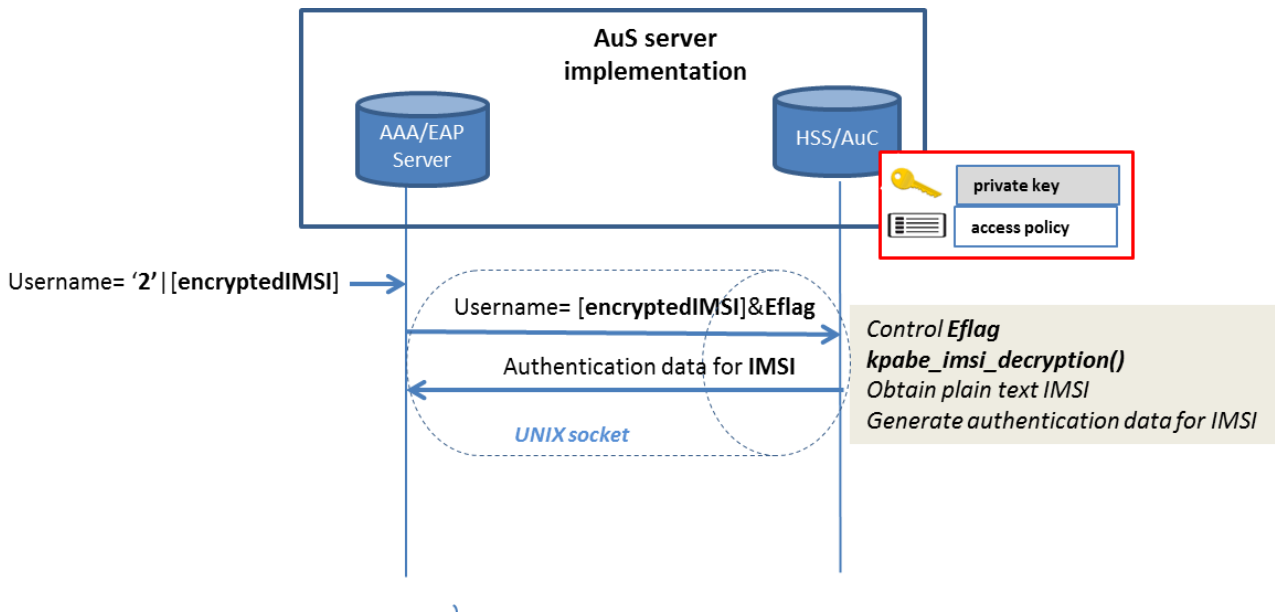 AuS server
implementation
AAA/EAP
Server
HSS/AuC
private key
access policy
Username= ‘2’|[encryptedIMSI]
Username= [encryptedIMSI]&Eflag
Authentication data for IMSI
UNIX socket
Control Eflag
kpabe_imsi_decryption()
Obtain plain text IMSI
Generate authentication data for IMSI